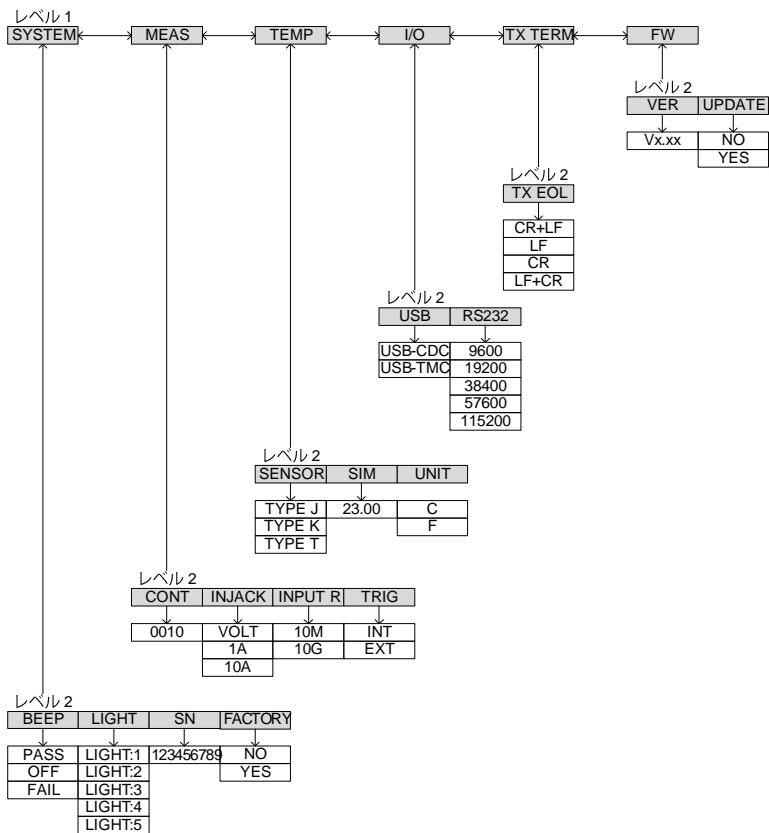 レベル 1
SYSTEM MEAS TEMP I/O TX TERM FW
レベル 2
VER UPDATE
Vx.xx NO
YES
レベル 2
TX EOL
CR+LF
LF
CR
LF+CR
レベル 2
USB RS232
USB-CDC 9600
USB-TMC 19200
38400
57600
115200
レベル 2
SENSOR SIM UNIT
TYPE J 23.00 C
TYPE K F
TYPE T
レベル 2
CONT INJACK INPUT R TRIG
0010 VOLT 10M INT
1A 10G EXT
10A
レベル 2
BEEP LIGHT SN FACTORY
PASS LIGHT:1 123456789 NO
OFF LIGHT:2 YES
FAIL LIGHT:3
LIGHT:4
LIGHT:5